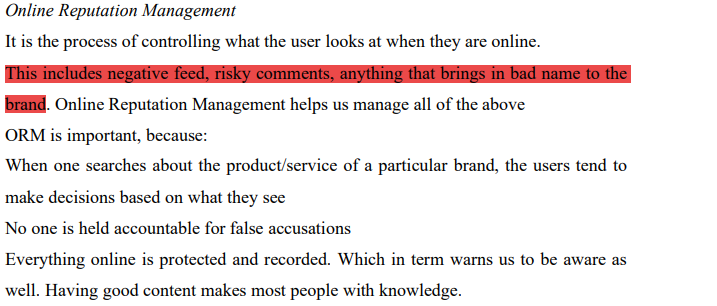 Online Reputation Management
It is the process of controlling what the user looks at when they are online.
This includes negative feed, risky comments, anything that brings in bad name to the
brand. Online Reputation Management helps us manage all of the above
ORM is important, because:
When one searches about the product/service of a particular brand, the users tend to
make decisions based on what they see
No one is held accountable for false accusations
Everything online is protected and recorded. Which in term warns us to be aware as
well. Having good content makes most people with knowledge.